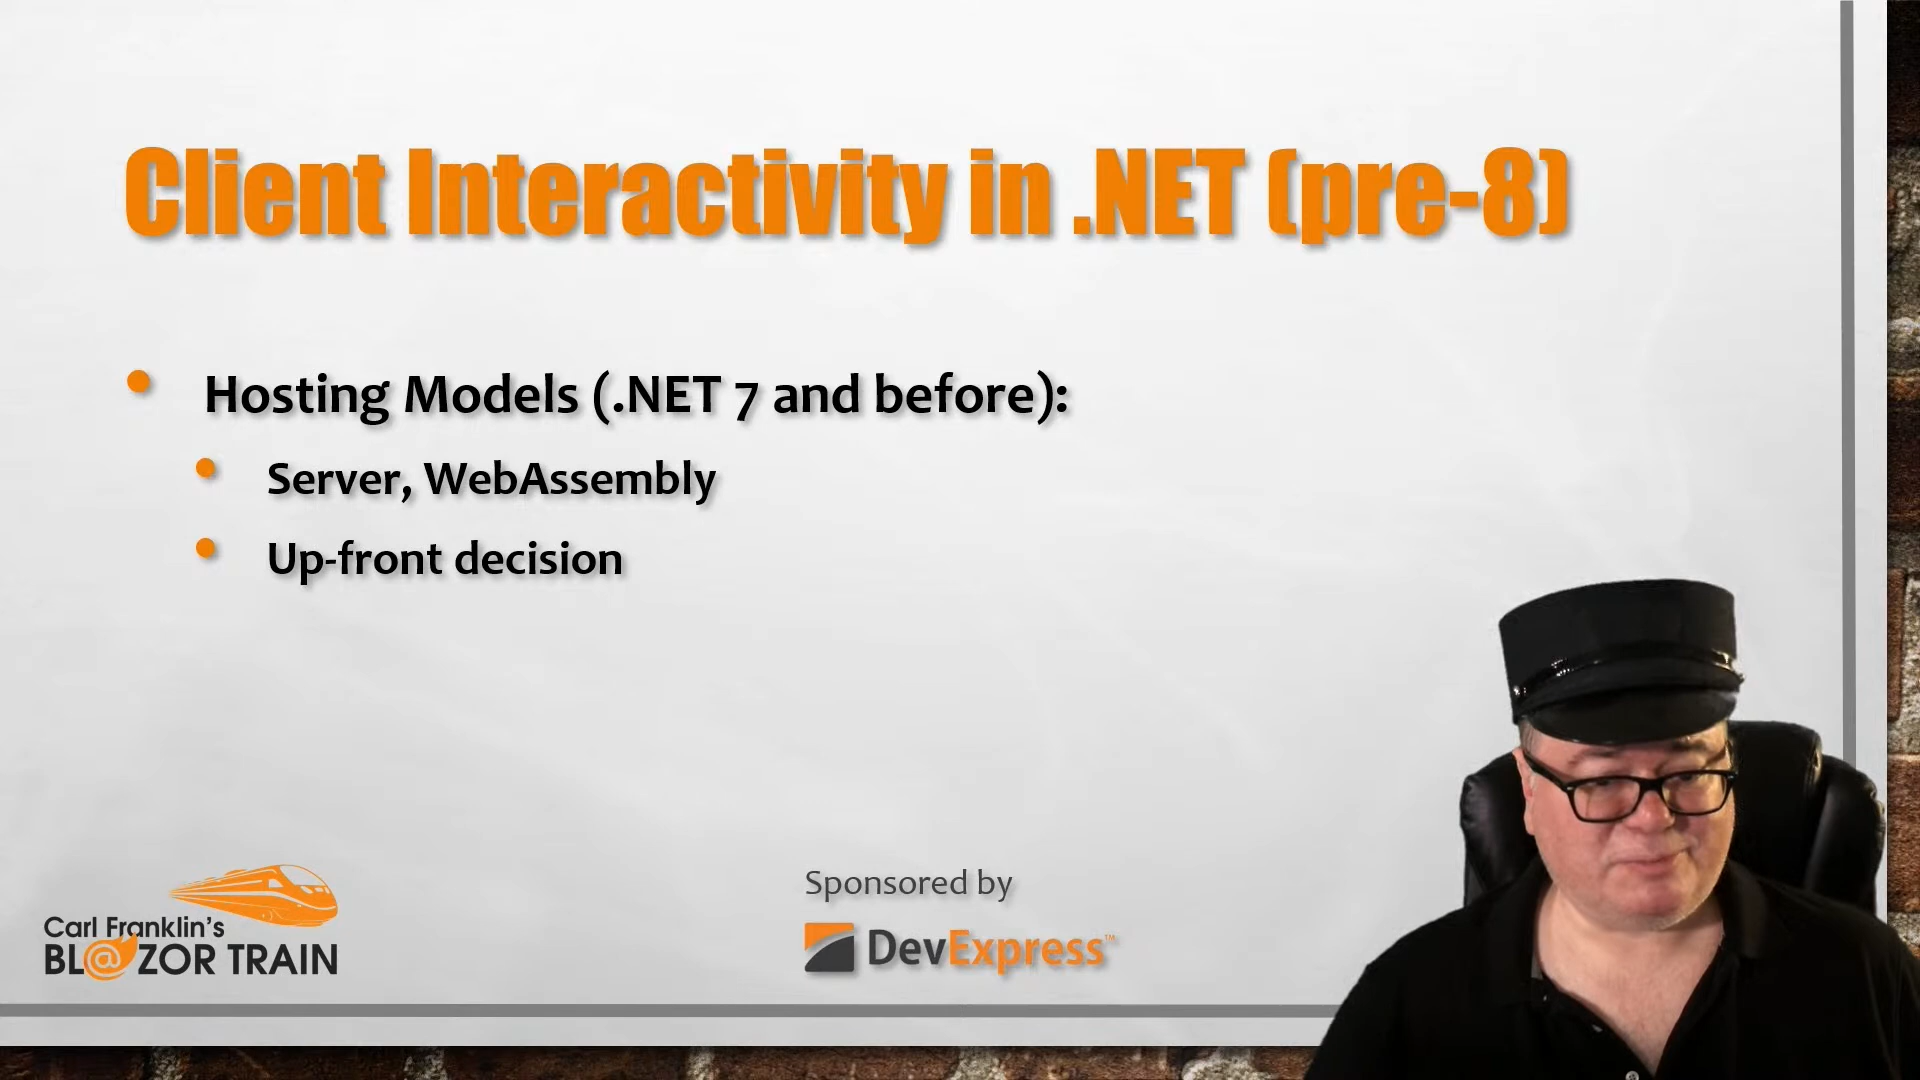 Client Interactivity in .NET (pre-8)
• Hosting Models (.NET 7 and before):
• Server, WebAssembly
• Up-front decision
Sponsored by
DevExpress™
Carl Franklin's
BL@ZOR TRAIN